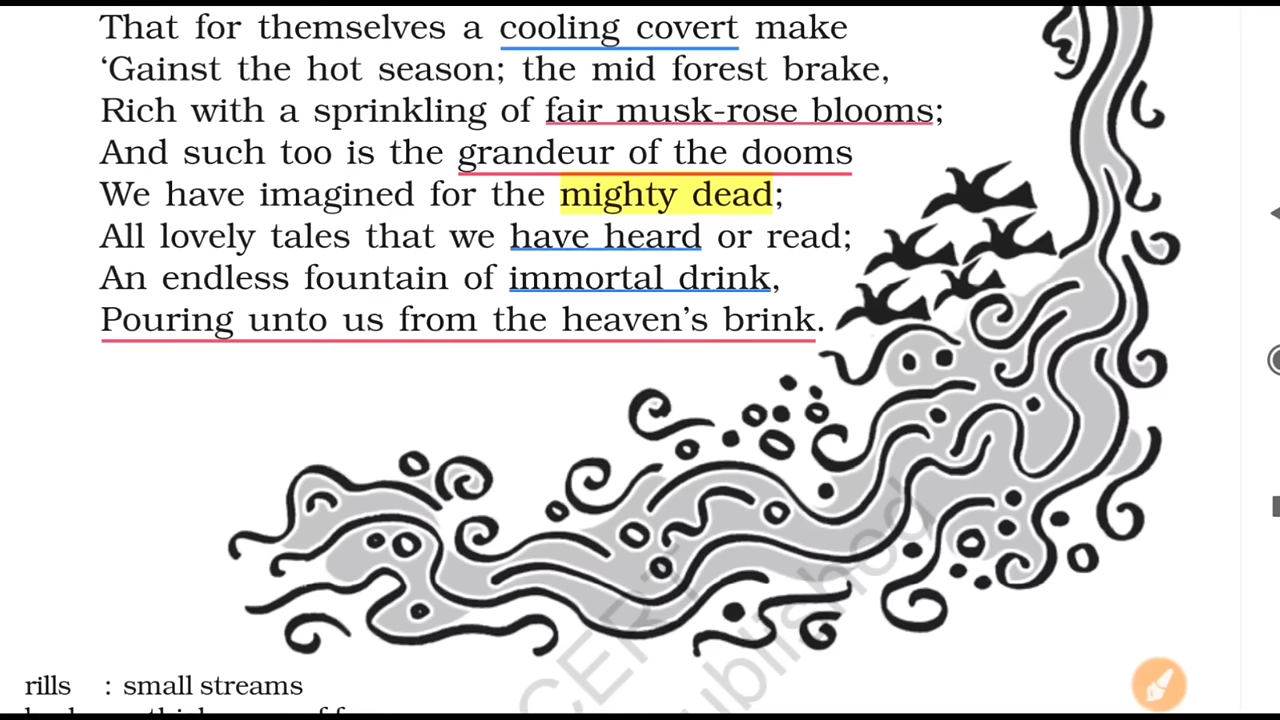 That for themselves a cooling covert make
‘Gainst the hot season; the mid forest brake,
Rich with a sprinkling of fair musk-rose blooms;
And such too is the grandeur of the dooms
We have imagined for the mighty dead;
All lovely tales that we have heard or read;
An endless fountain of immortal drink,
Pouring unto us from the heaven’s brink.
rills : small streams